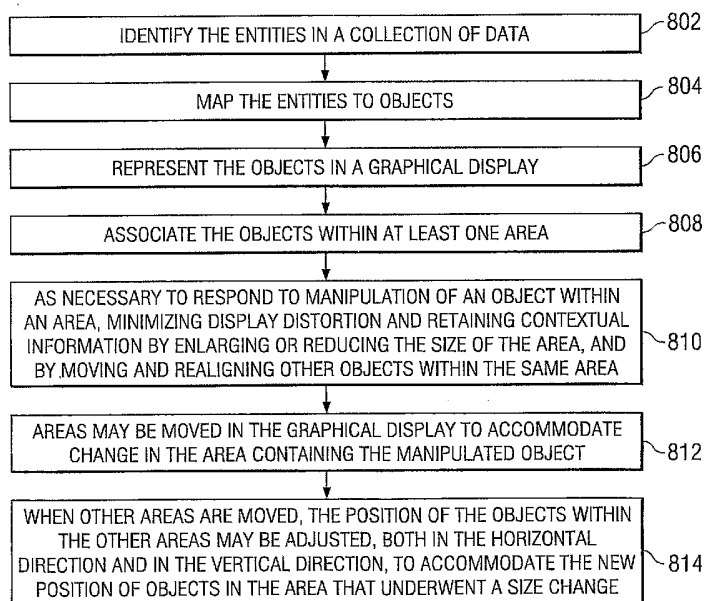 IDENTIFY THE ENTITIES IN A COLLECTION OF DATA
802
MAP THE ENTITIES TO OBJECTS
804
REPRESENT THE OBJECTS IN A GRAPHICAL DISPLAY
806
ASSOCIATE THE OBJECTS WITHIN AT LEAST ONE AREA
808
AS NECESSARY TO RESPOND TO MANIPULATION OF AN OBJECT WITHIN
AN AREA, MINIMIZING DISPLAY DISTORTION AND RETAINING CONTEXTUAL
INFORMATION BY ENLARGING OR REDUCING THE SIZE OF THE AREA, AND
BY MOVING AND REALIGNING OTHER OBJECTS WITHIN THE SAME AREA
810
AREAS MAY BE MOVED IN THE GRAPHICAL DISPLAY TO ACCOMMODATE
CHANGE IN THE AREA CONTAINING THE MANIPULATED OBJECT
812
WHEN OTHER AREAS ARE MOVED, THE POSITION OF THE OBJECTS WITHIN
THE OTHER AREAS MAY BE ADJUSTED, BOTH IN THE HORIZONTAL
DIRECTION AND IN THE VERTICAL DIRECTION, TO ACCOMMODATE THE NEW
POSITION OF OBJECTS IN THE AREA THAT UNDERWENT A SIZE CHANGE
814